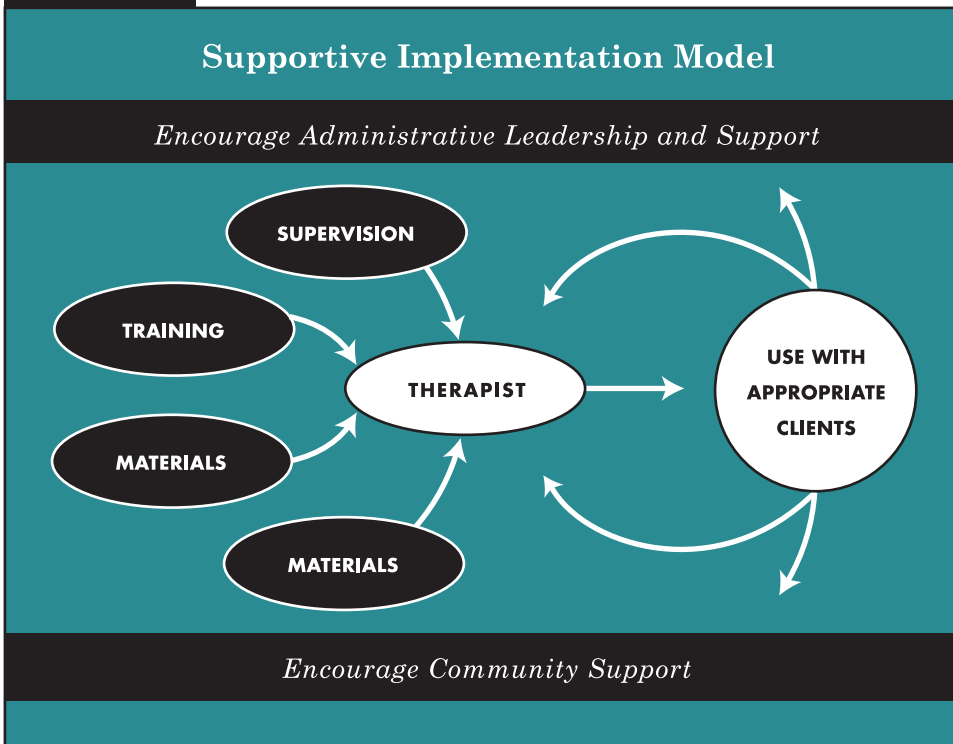 Supportive Implementation Model
Encourage Administrative Leadership and Support
SUPERVISION
TRAINING
THERAPIST
USE WITH
APPROPRIATE
CLIENTS
MATERIALS
MATERIALS
Encourage Community Support